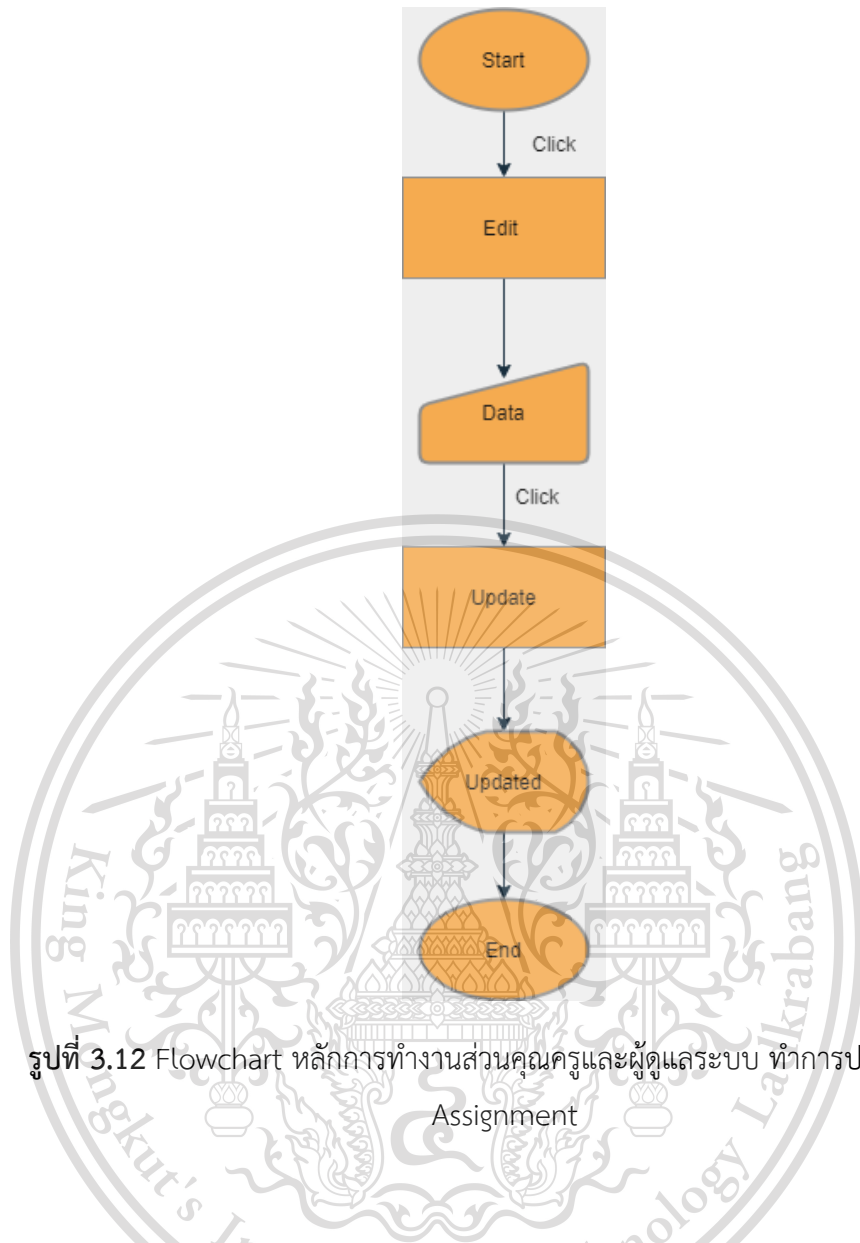 Start
Click
Edit
Data
Click
Update
Updated
End
รูปที่ 3.12 Flowchart หลักการทำงานส่วนคุณครูและผู้ดูแลระบบ ทำการป
Assignment
King Mongkut's
Ladkrabang